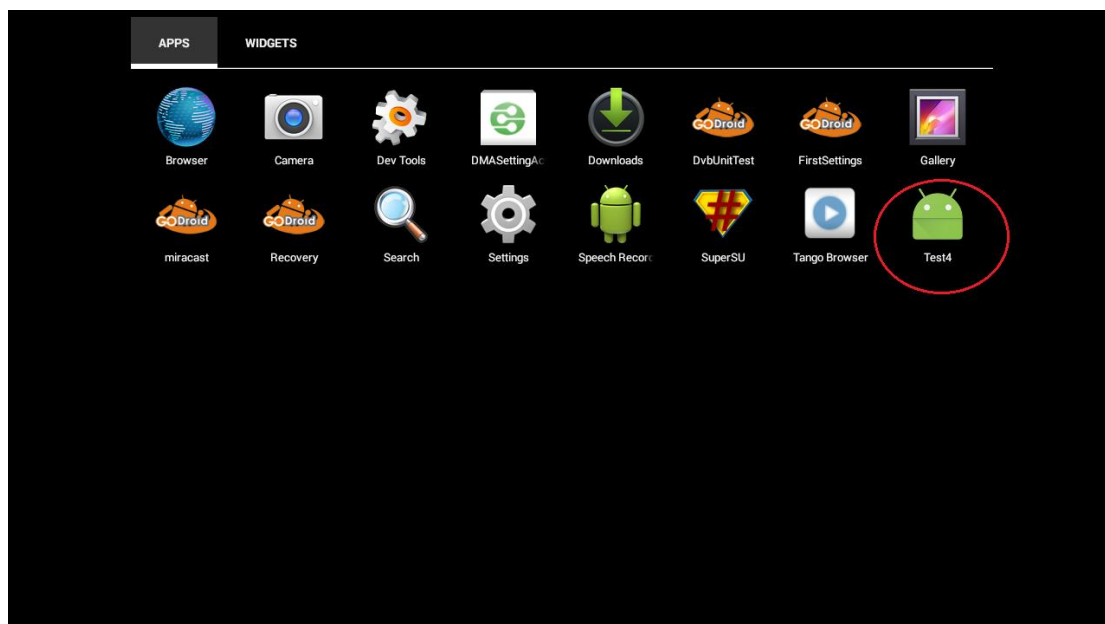 APPS WIDGETS
Browser Camera Dev Tools DMASettingAc Downloads DvbUnitTest FirstSettings Gallery
GODroid GODroid
GODroid GODroid
miracast Recovery Search Settings Speech Recor SuperSU Tango Browser Test4